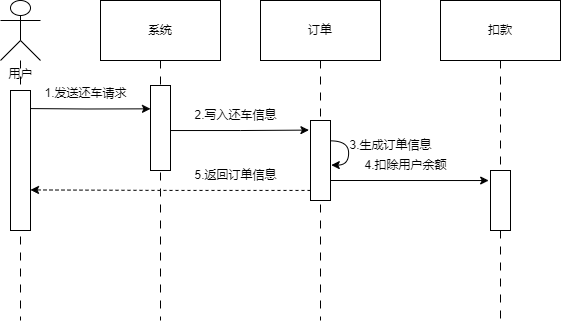 系统
订单
扣款
用户
1.发送还车请求
2.写入还车信息
3.生成订单信息
4.扣除用户余额
5.返回订单信息